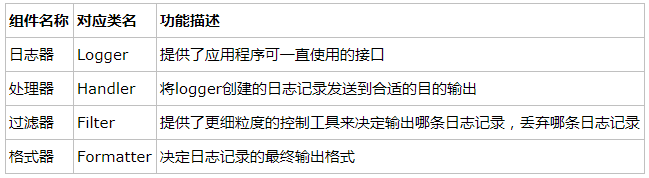 组件名称 对应类名 功能描述
日志器 Logger 提供了应用程序可一直使用的接口
处理器 Handler 将logger创建的日志记录发送到合适的目的输出
过滤器 Filter 提供了更细粒度的控制工具来决定输出哪条日志记录，丢弃哪条日志记录
格式器 Formatter 决定日志记录的最终输出格式